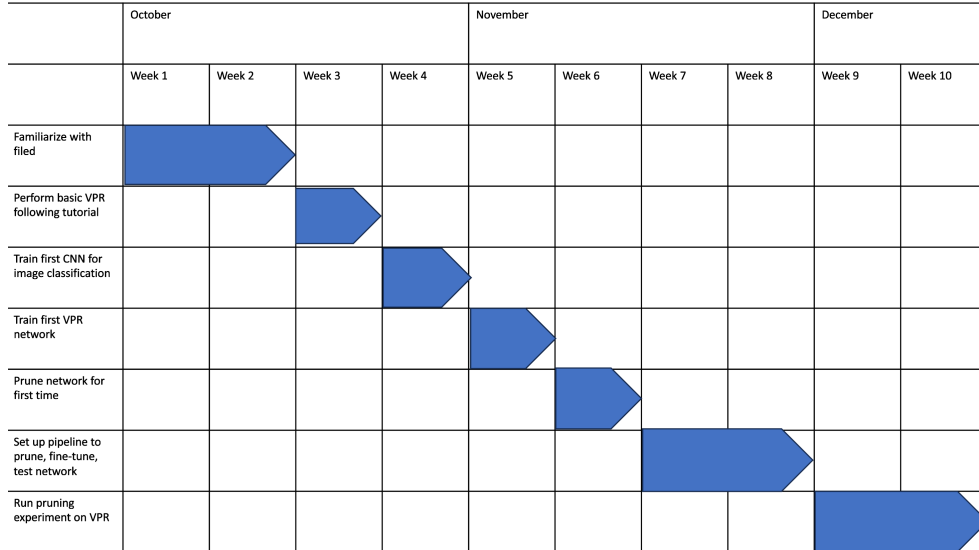 October
November
December
Week 1
Week 2
Week 3
Week 4
Week 5
Week 6
Week 7
Week 8
Week 9
Week 10
Familiarize with
filed
Perform basic VPR
following tutorial
Train first CNN for
image classification
Train first VPR
network
Prune network for
first time
Set up pipeline to
prune, fine-tune,
test network
Run pruning
experiment on VPR